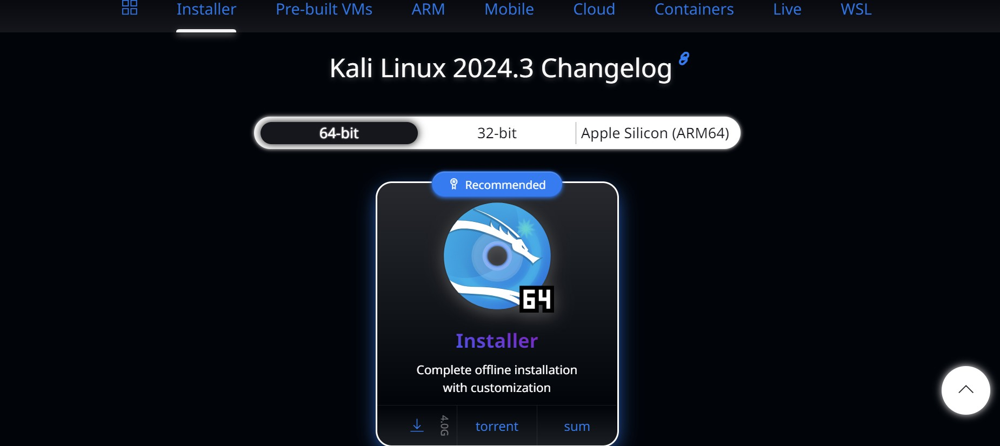 Installer Pre-built VMs ARM Mobile Cloud Containers Live WSL
Kali Linux 2024.3 Changelog
64-bit 32-bit Apple Silicon (ARM64)
Recommended
64
Installer
Complete offline installation
with customization
4.0G torrent sum